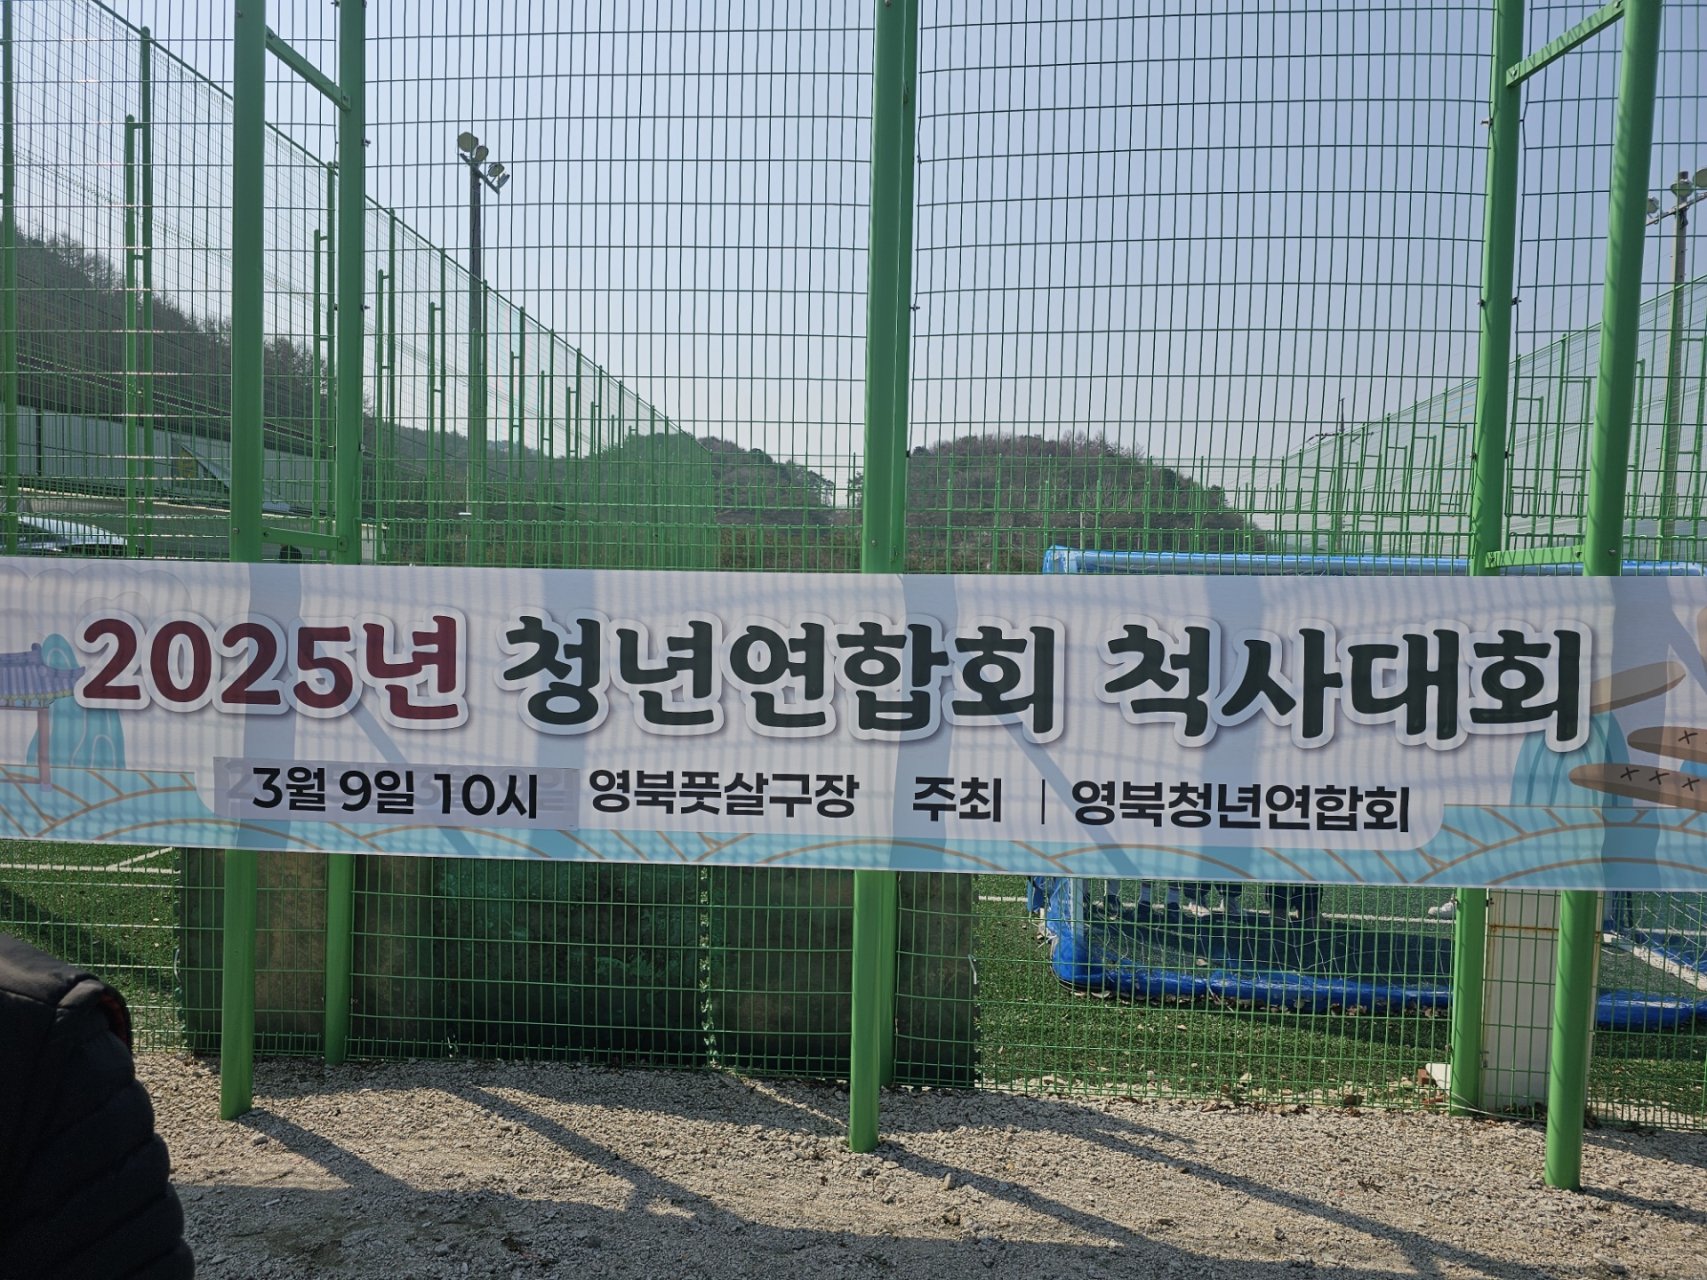 2025년 청년연합회 척사대회
3월 9일 10시 영북풋살구장 주최 | 영북청년연합회